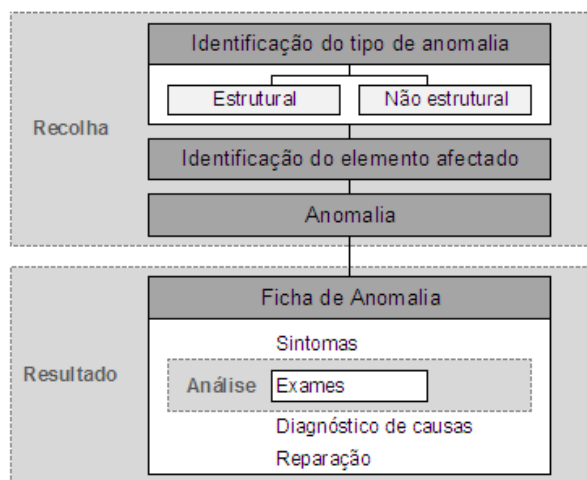 Identificação do tipo de anomalia
Estrutural
Não estrutural
Recolha
Identificação do elemento afectado
Anomalia
Ficha de Anomalia
Sintomas
Resultado
Análise
Exames
Diagnóstico de causas
Reparação